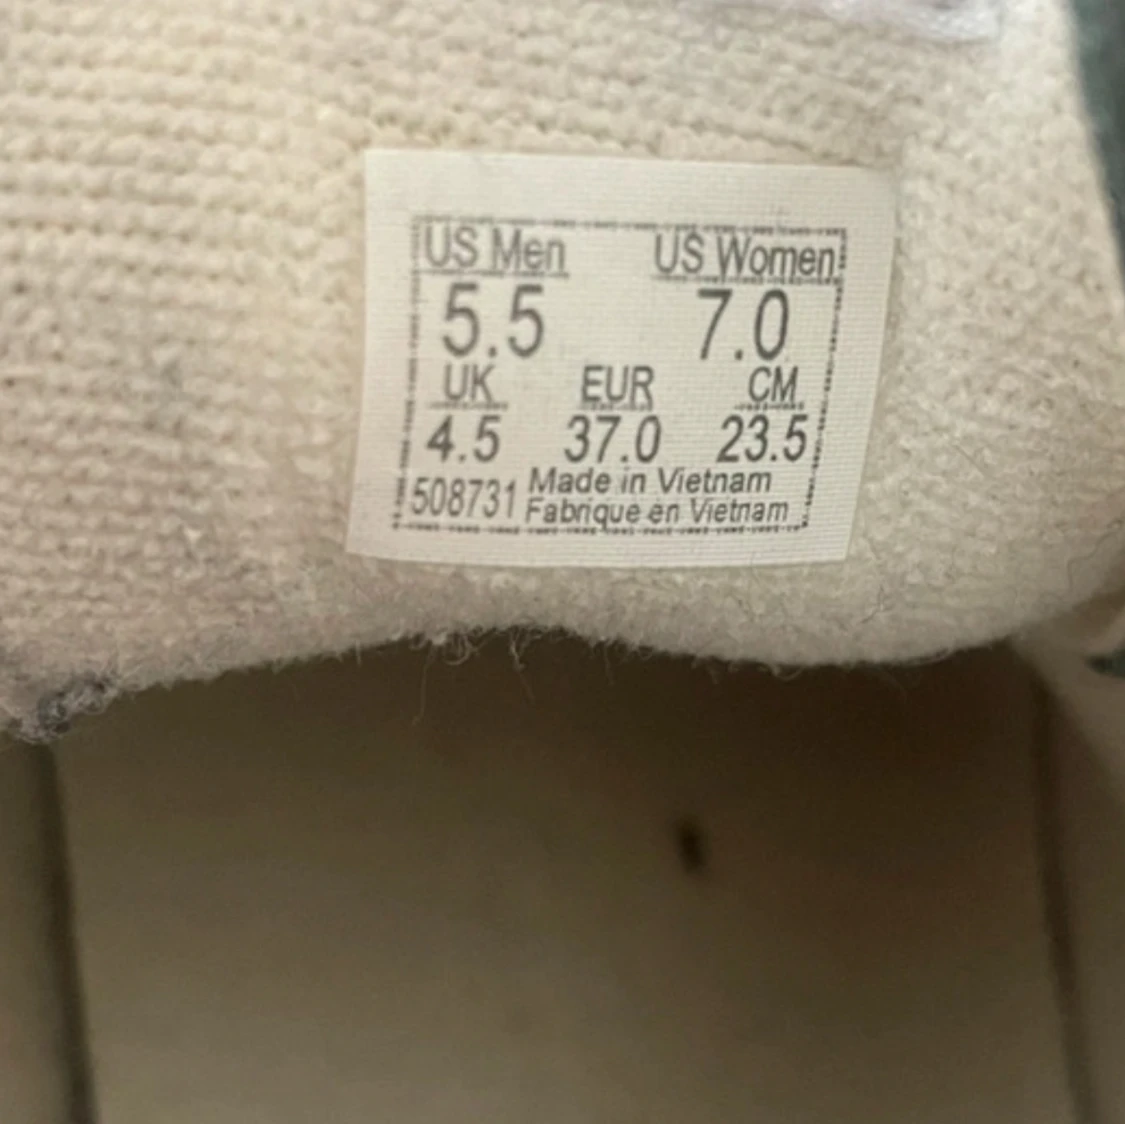 US Men US Women
5.5 7.0
UK EUR CM
4.5 37.0 23.5
508731 Made in Vietnam
Fabrique en Vietnam